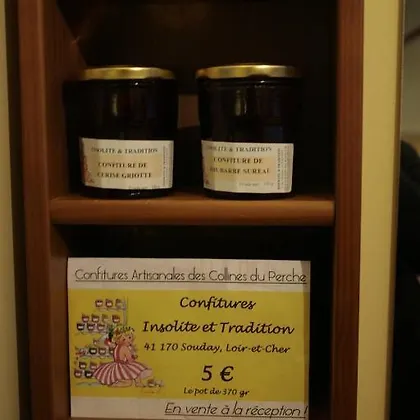 INSOLITE & TRADITION
CONFITURE DE
CERISE GRIOTTE
INSOLITE & TRADITION
CONFITURE DE
RHUBARBE SUREAU
Confitures Artisanales des Collines du Perche
Confitures
Insolite et Tradition
41 170 Souday, Loir-et-Cher
5 €
Le pot de 370 gr
En vente à la réception !